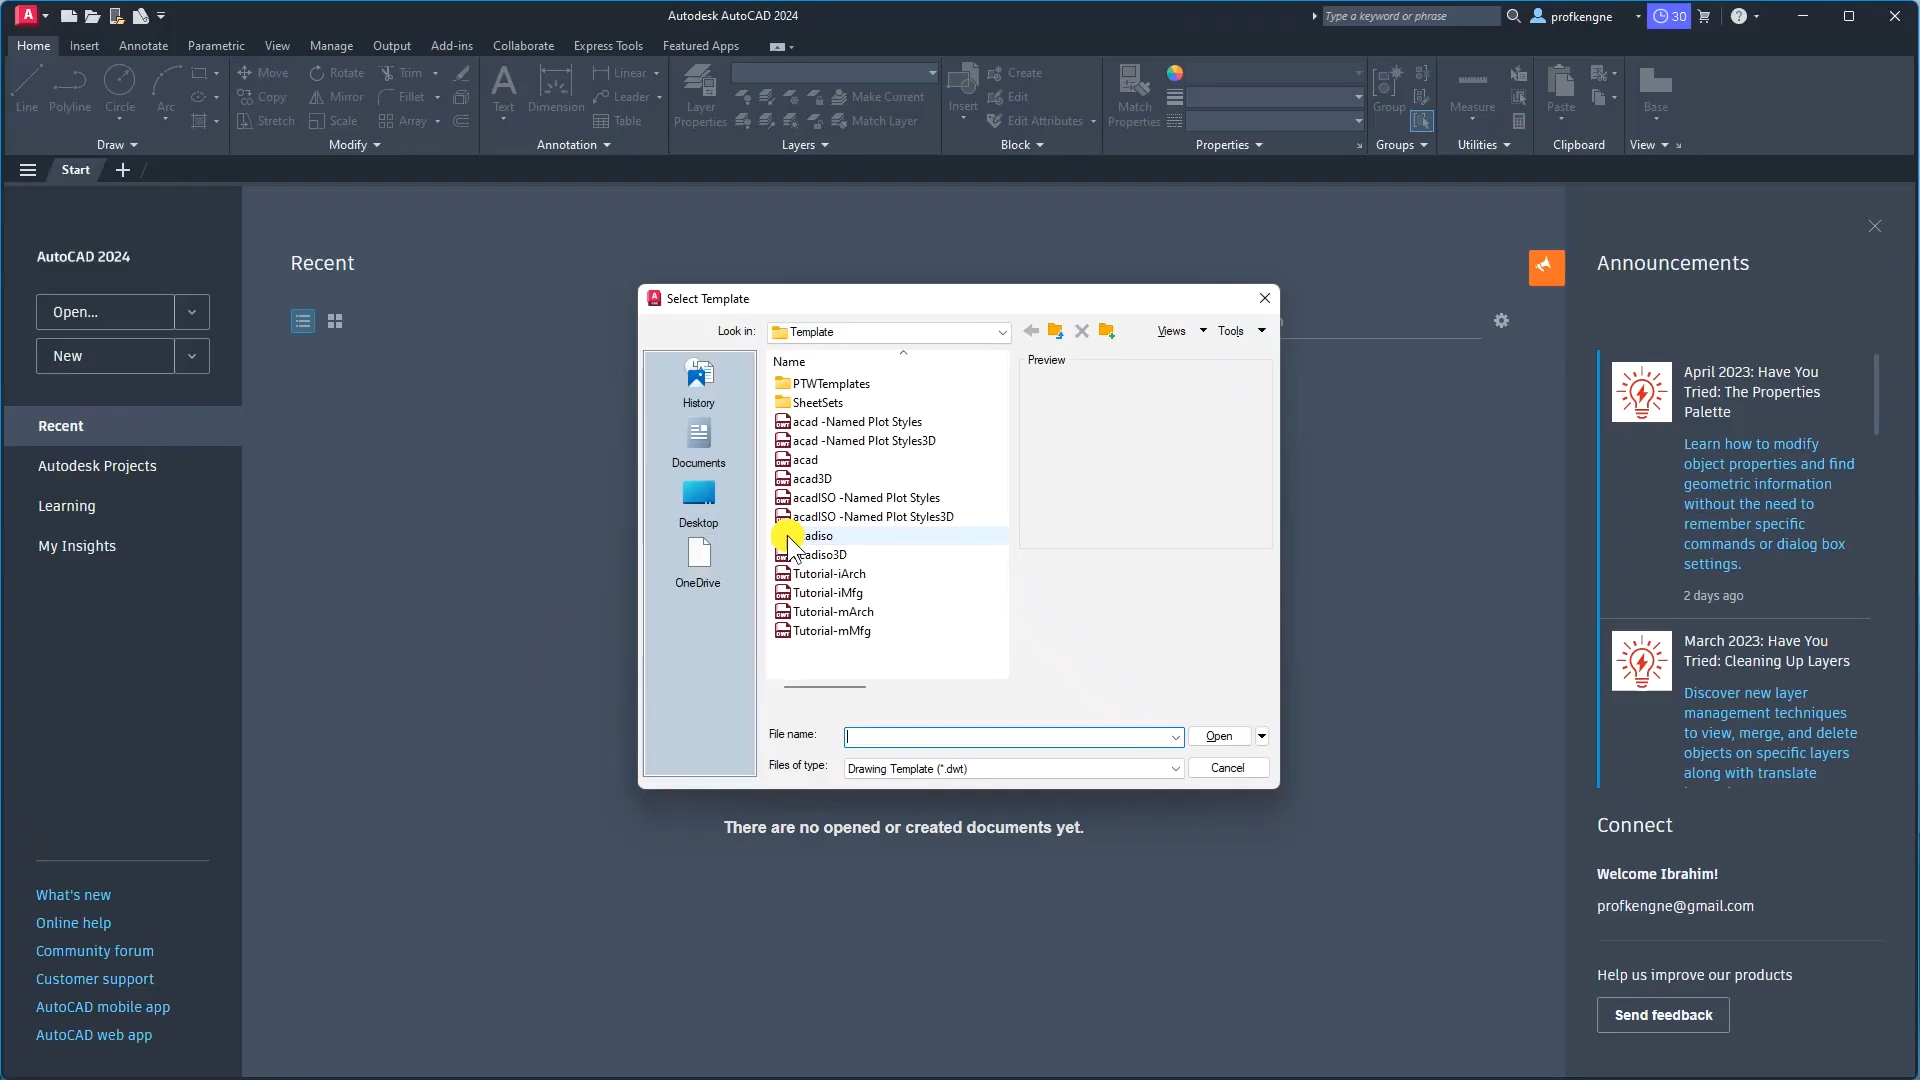 Autodesk AutoCAD 2024
Type a keyword or phrase
profkengne
30
Home Insert Annotate Parametric View Manage Output Add-ins Collaborate Express Tools Featured Apps
Line Polyline Circle Arc
Move Rotate Trim
Copy Mirror Fillet
Stretch Scale Array
Text Dimension
Linear
Leader
Table
Layer Properties
Make Current
Match Layer
Insert
Create
Edit
Edit Attributes
Match Properties
Group
Measure
Paste
Base
Draw Modify Annotation Layers Block Properties Groups Utilities Clipboard View
Start
AutoCAD 2024
Open...
New
Recent
Autodesk Projects
Learning
My Insights
What's new
Online help
Community forum
Customer support
AutoCAD mobile app
AutoCAD web app
Recent
Select Template
Look in: Template
Views Tools
History
Documents
Desktop
OneDrive
Name
PTWTemplates
SheetSets
acad -Named Plot Styles
acad -Named Plot Styles3D
acad
acad3D
acadISO -Named Plot Styles
acadISO -Named Plot Styles3D
adiso
adiso3D
Tutorial-iArch
Tutorial-iMfg
Tutorial-mArch
Tutorial-mMfg
Preview
File name:
Open
Files of type: Drawing Template (*.dwt)
Cancel
There are no opened or created documents yet.
Announcements
April 2023: Have You
Tried: The Properties
Palette
Learn how to modify
object properties and find
geometric information
without the need to
remember specific
commands or dialog box
settings.
2 days ago
March 2023: Have You
Tried: Cleaning Up Layers
Discover new layer
management techniques
to view, merge, and delete
objects on specific layers
along with translate
Connect
Welcome Ibrahim!
profkengne@gmail.com
Help us improve our products
Send feedback